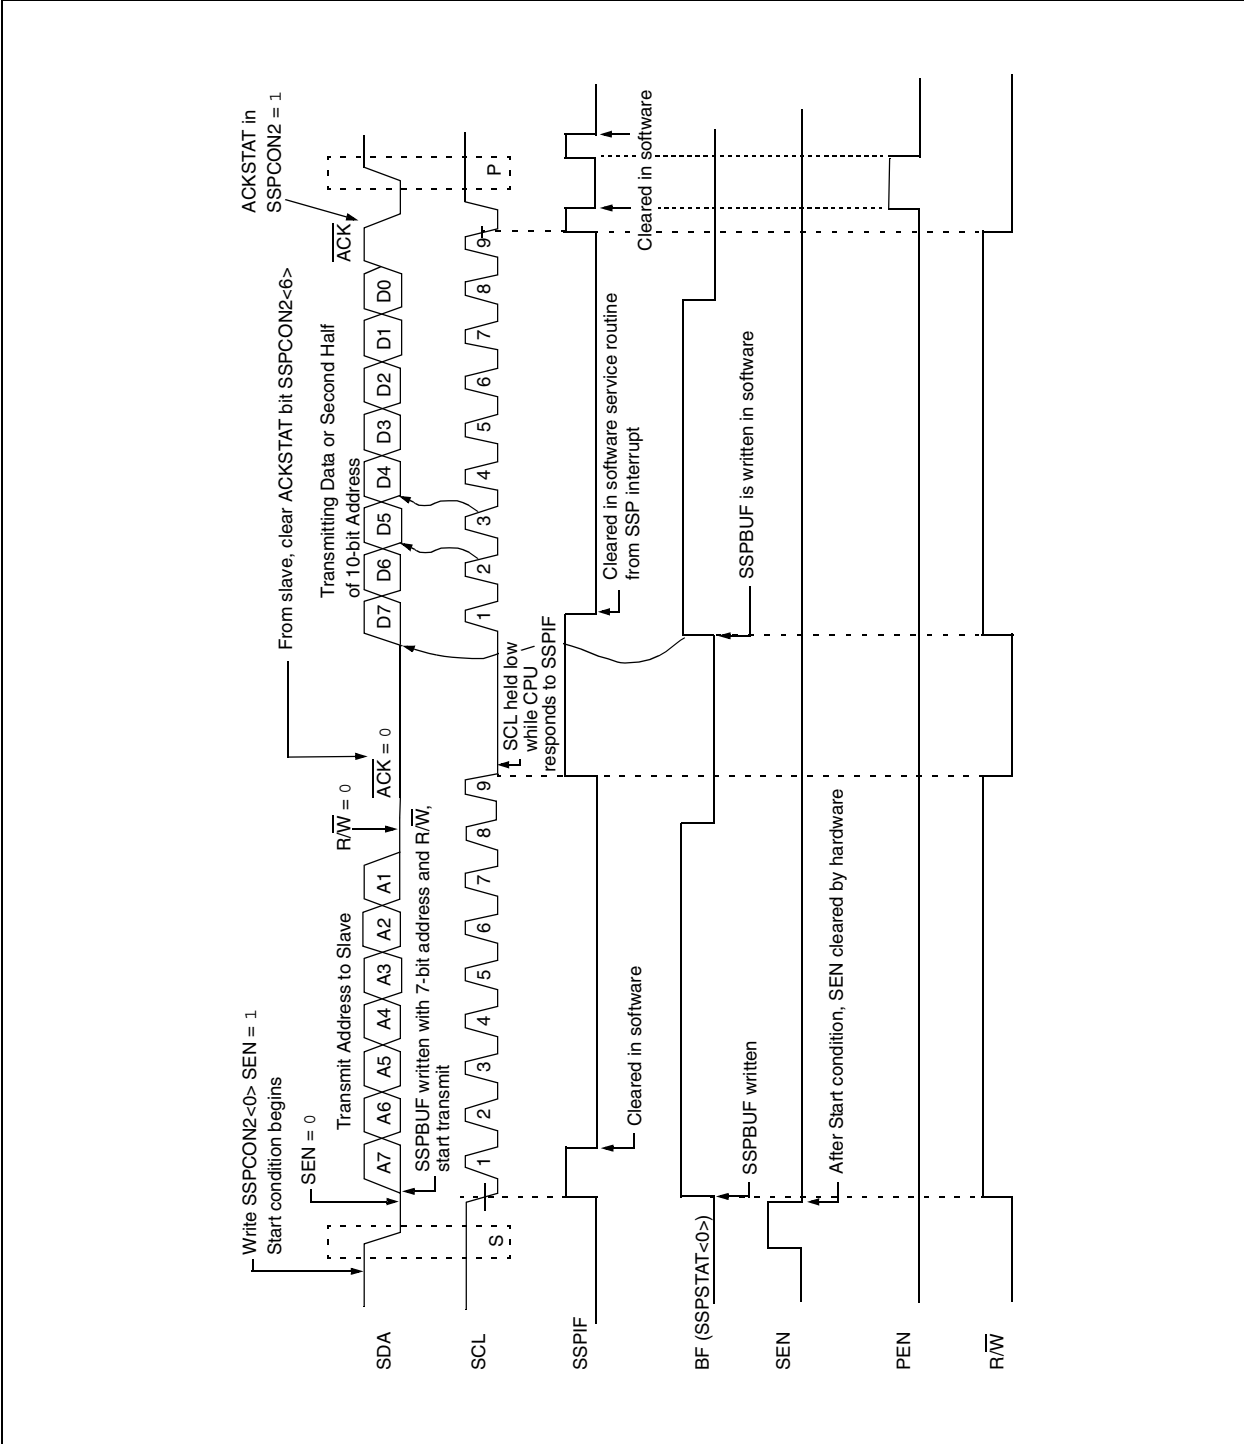 Write SSPCON2<0> SEN = 1
Start condition begins
SEN = 0
From slave, clear ACKSTAT bit SSPCON2<6>
ACKSTAT in
SSPCON2 = 1
Transmit Address to Slave
R/W = 0
ACK = 0
Transmitting Data or Second Half
of 10-bit Address
ACK
SDA
A7 A6 A5 A4 A3 A2 A1
D7 D6 D5 D4 D3 D2 D1 D0
SSPBUF written with 7-bit address and R/W,
start transmit
SCL
S
1 2 3 4 5 6 7 8 9
1 2 3 4 5 6 7 8 9
P
SCL held low
while CPU
responds to SSPIF
SSPIF
Cleared in software
Cleared in software service routine
from SSP interrupt
Cleared in software
BF (SSPSTAT<0>)
SSPBUF written
SSPBUF is written in software
SEN
After Start condition, SEN cleared by hardware
PEN
R/W